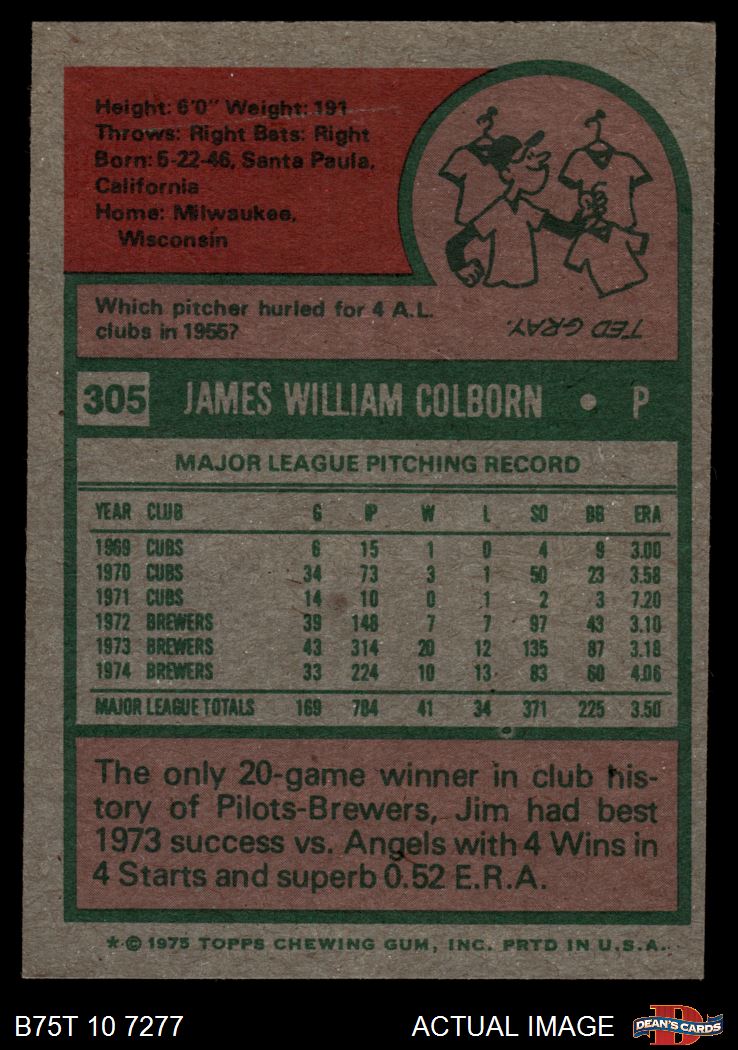 Height: 6'0" Weight: 191
Throws: Right Bats: Right
Born: 5-22-46, Santa Paula,
California
Home: Milwaukee,
Wisconsin
TED GRAY.
Which pitcher hurled for 4 A.L.
clubs in 1955?
305 JAMES WILLIAM COLBORN • P
MAJOR LEAGUE PITCHING RECORD
YEAR CLUB G IP W L SO BB ERA
1969 CUBS 6 15 1 0 4 9 3.00
1970 CUBS 34 73 3 1 50 23 3.58
1971 CUBS 14 10 0 1 2 3 7.20
1972 BREWERS 39 148 7 7 97 43 3.10
1973 BREWERS 43 314 20 12 135 87 3.18
1974 BREWERS 33 224 10 13 83 60 4.06
MAJOR LEAGUE TOTALS 169 784 41 34 371 225 3.50
The only 20-game winner in club his-
tory of Pilots-Brewers, Jim had best
1973 success vs. Angels with 4 Wins in
4 Starts and superb 0.52 E.R.A.
*© 1975 TOPPS CHEWING GUM, INC. PRTD IN U.S.A.
B75T 10 7277 ACTUAL IMAGE DEAN'S CARDS